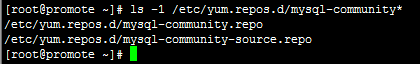 [root@promote ~]# ls -1 /etc/yum.repos.d/mysql-community*
/etc/yum.repos.d/mysql-community.repo
/etc/yum.repos.d/mysql-community-source.repo
[root@promote ~]#